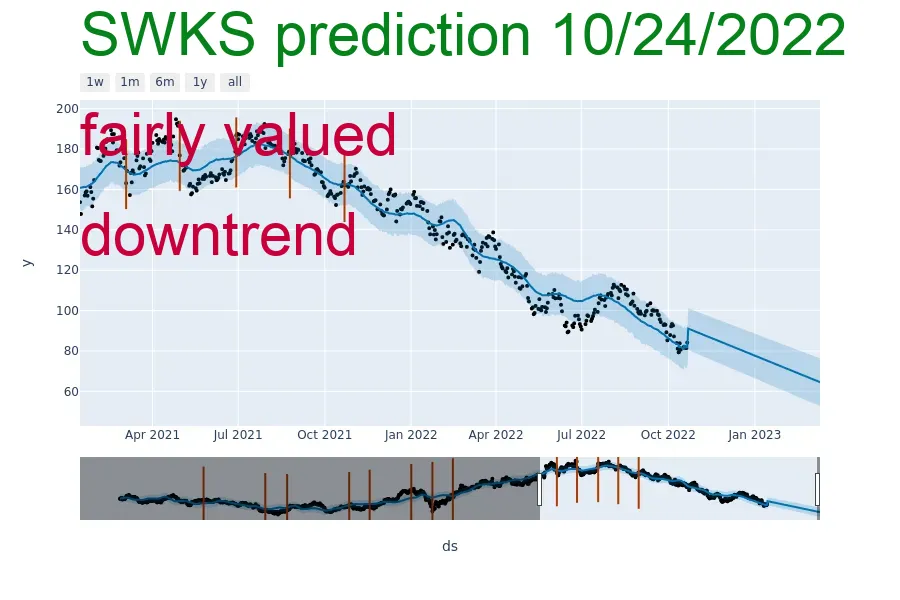 SWKS prediction 10/24/2022
1w 1m 6m 1y all
200
fairly valued
180
160
downtrend
140
y
120
100
80
60
Apr 2021 Jul 2021 Oct 2021 Jan 2022 Apr 2022 Jul 2022 Oct 2022 Jan 2023
ds